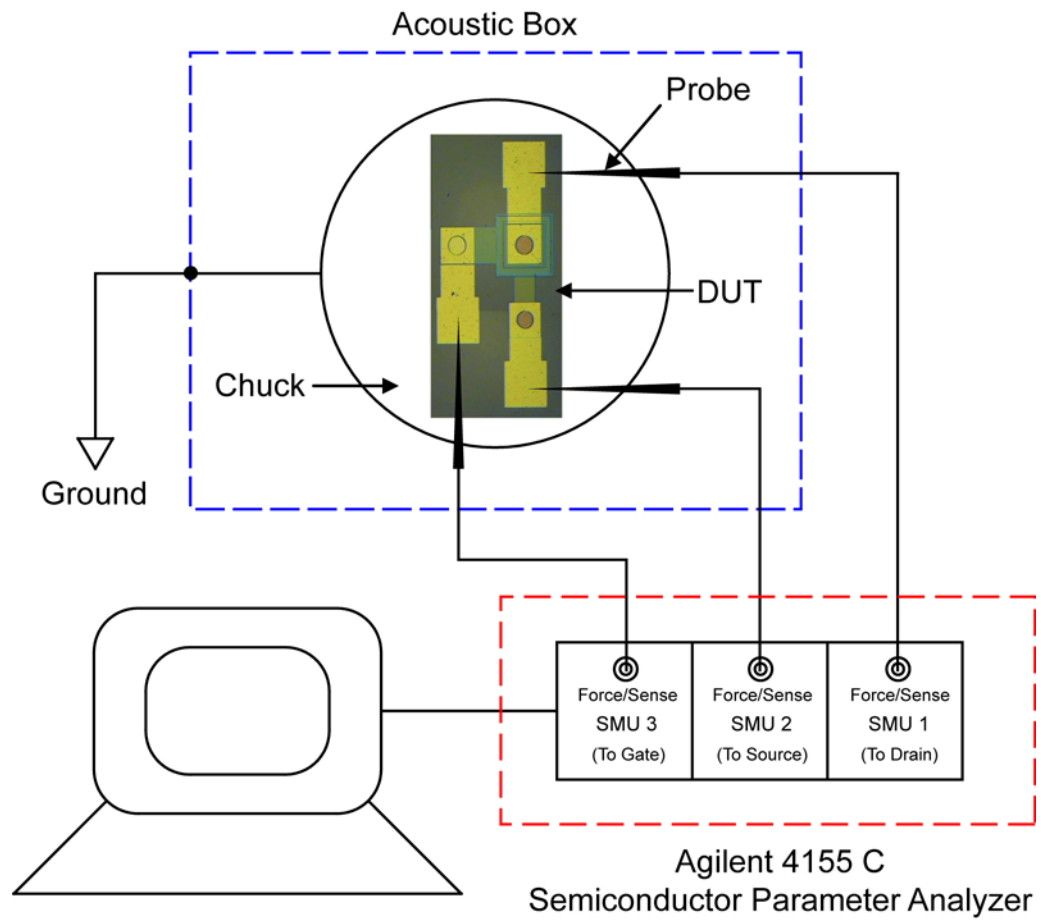 Acoustic Box
Probe
DUT
Chuck
Ground
Force/Sense
SMU 3
(To Gate)
Force/Sense
SMU 2
(To Source)
Force/Sense
SMU 1
(To Drain)
Agilent 4155 C
Semiconductor Parameter Analyzer